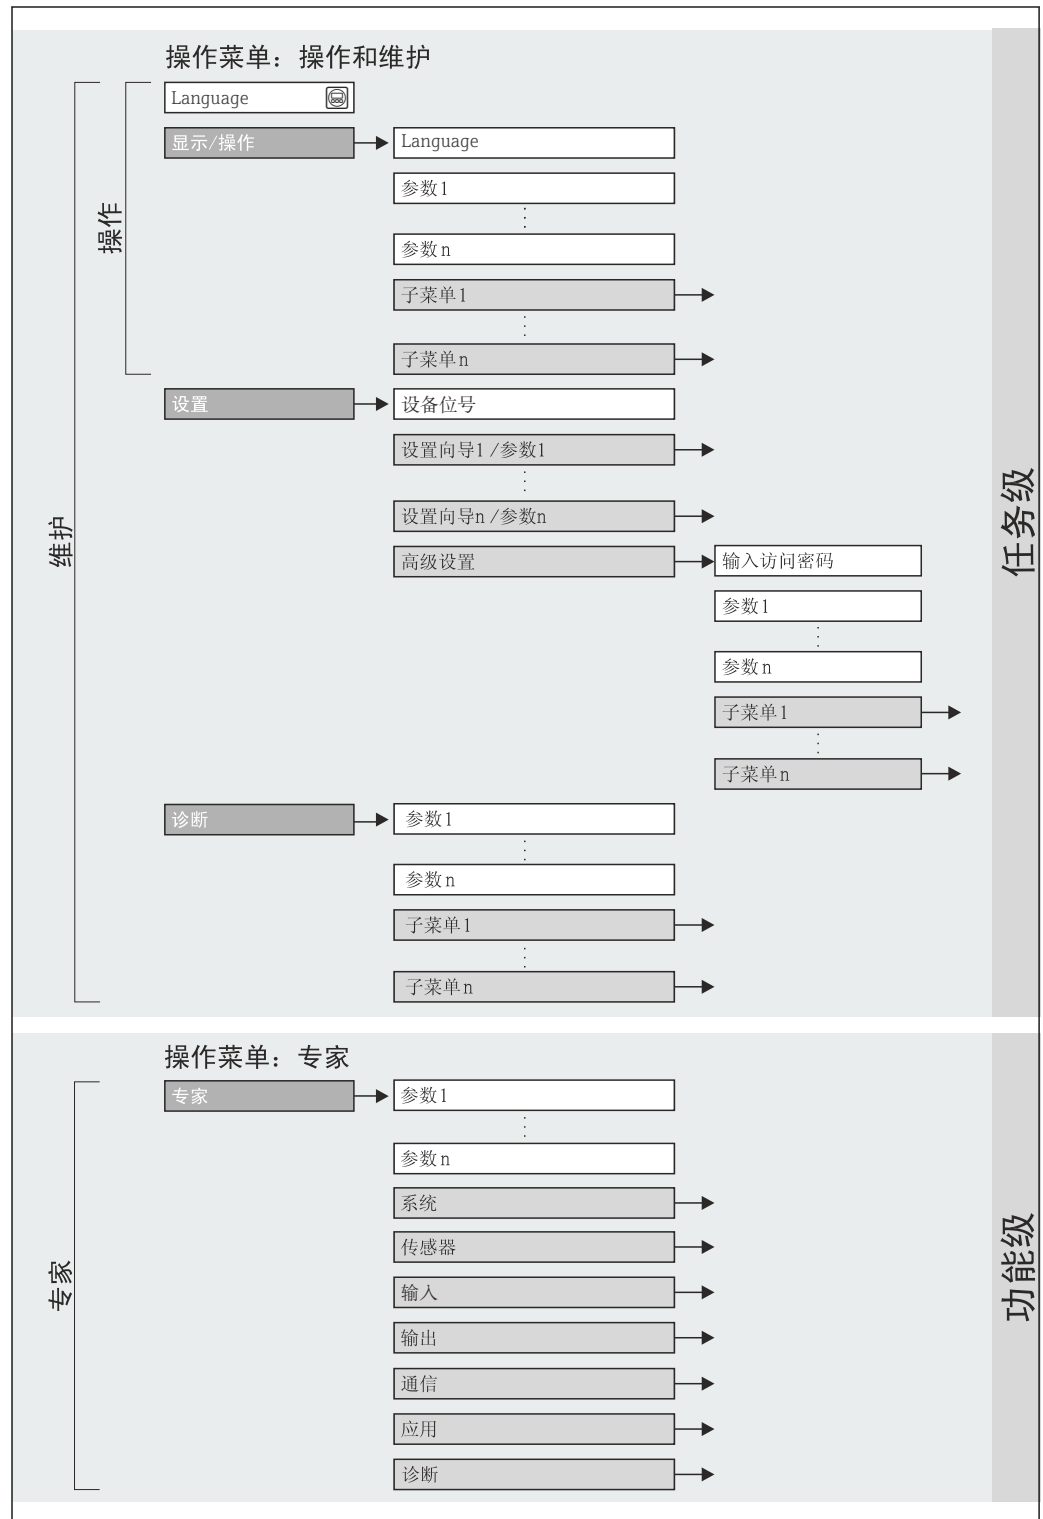 操作菜单：操作和维护
Language
显示/操作
Language
参数1
参数n
子菜单1
子菜单n
操作
设置
设备位号
设置向导1 /参数1
设置向导n /参数n
高级设置
输入访问密码
参数1
参数n
子菜单1
子菜单n
维护
任务级
诊断
参数1
参数n
子菜单1
子菜单n
操作菜单：专家
专家
参数1
参数n
系统
传感器
输入
输出
通信
应用
诊断
专家
功能级